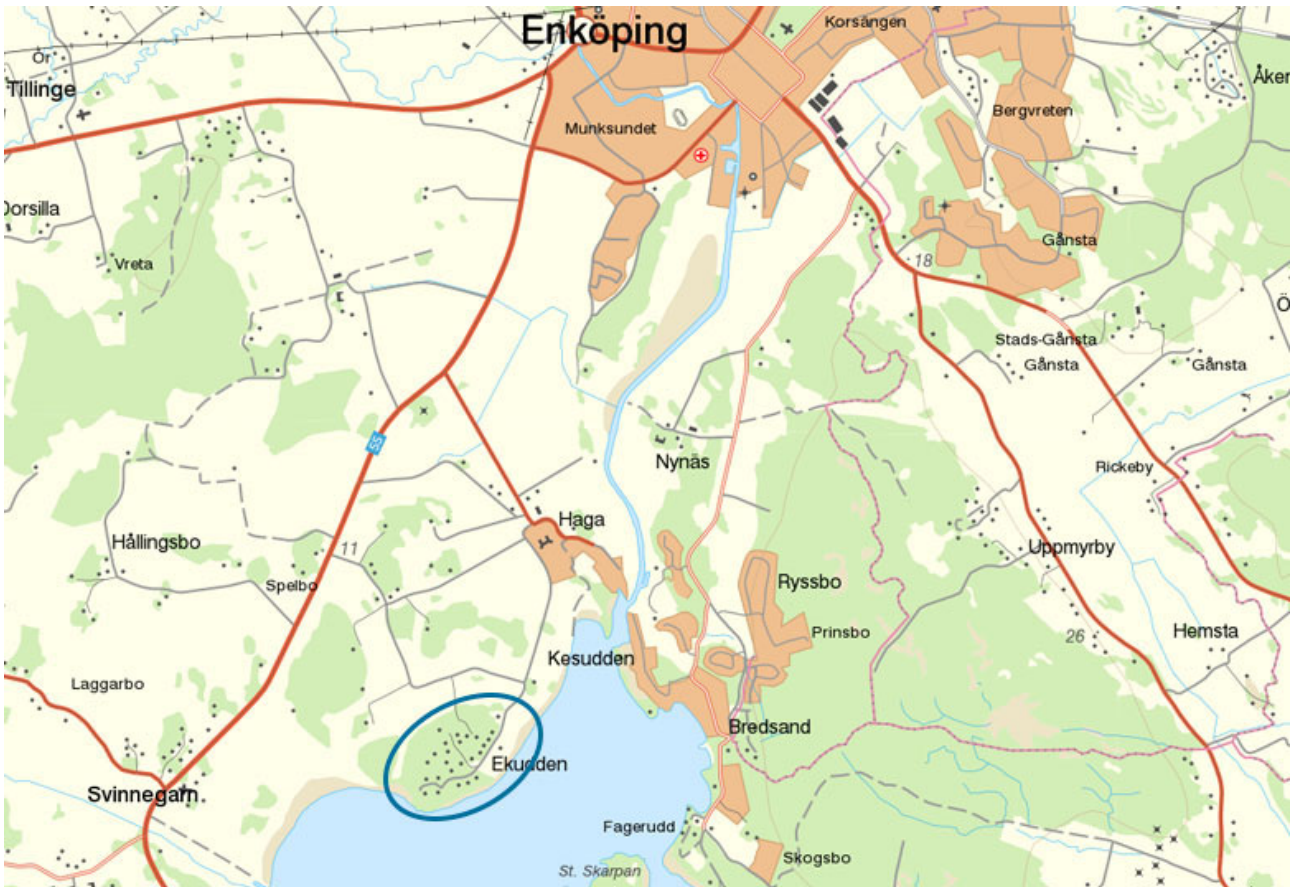 Enköping
Korsängen
Ör
Tillinge
Åker
Bergvreten
Munksundet
Dorsilla
Gånsta
Vreta
18
Ö
Stads-Gånsta
Gånsta
Gånsta
55
Nynäs
Rickeby
Haga
Hållingsbo
11
Uppmyrby
Spelbo
Ryssbo
Prinsbo
26
Hemsta
Kesudden
Laggarbo
Bredsand
Ekudden
Svinnegarn
Fagerudd
Skogsbo
St. Skarpan